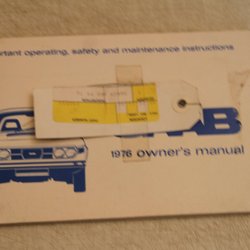 rtant operating, safety and maintenance instructions
AB
1976 owner's manual